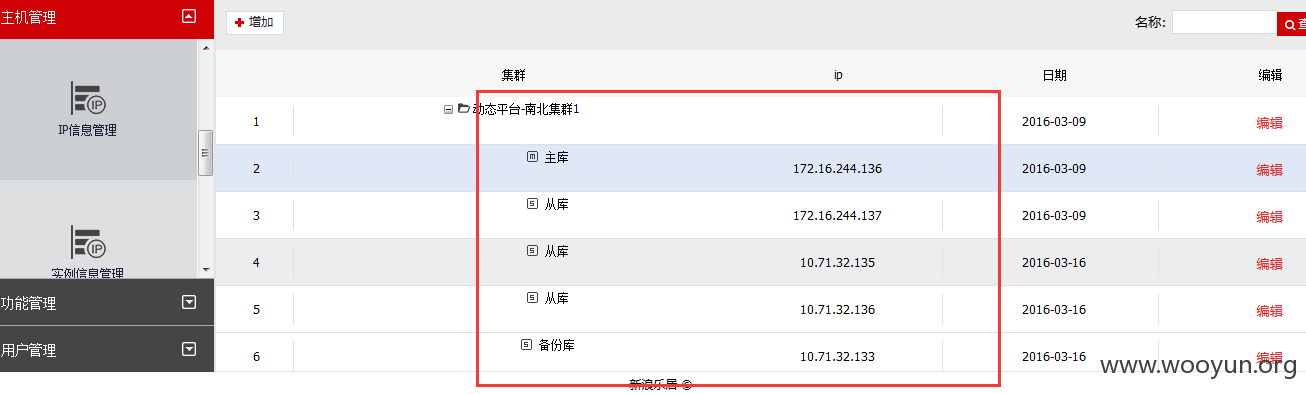 主机管理
增加
名称:
查
集群 ip 日期 编辑
IP信息管理
1 动态平台-南北集群1 2016-03-09 编辑
2 m 主库 172.16.244.136 2016-03-09 编辑
3 s 从库 172.16.244.137 2016-03-09 编辑
4 s 从库 10.71.32.135 2016-03-16 编辑
实例信息管理
功能管理
5 s 从库 10.71.32.136 2016-03-16 编辑
用户管理
6 s 备份库 10.71.32.133 2016-03-16 编辑
www.wooyun.org
新浪乐居 ©